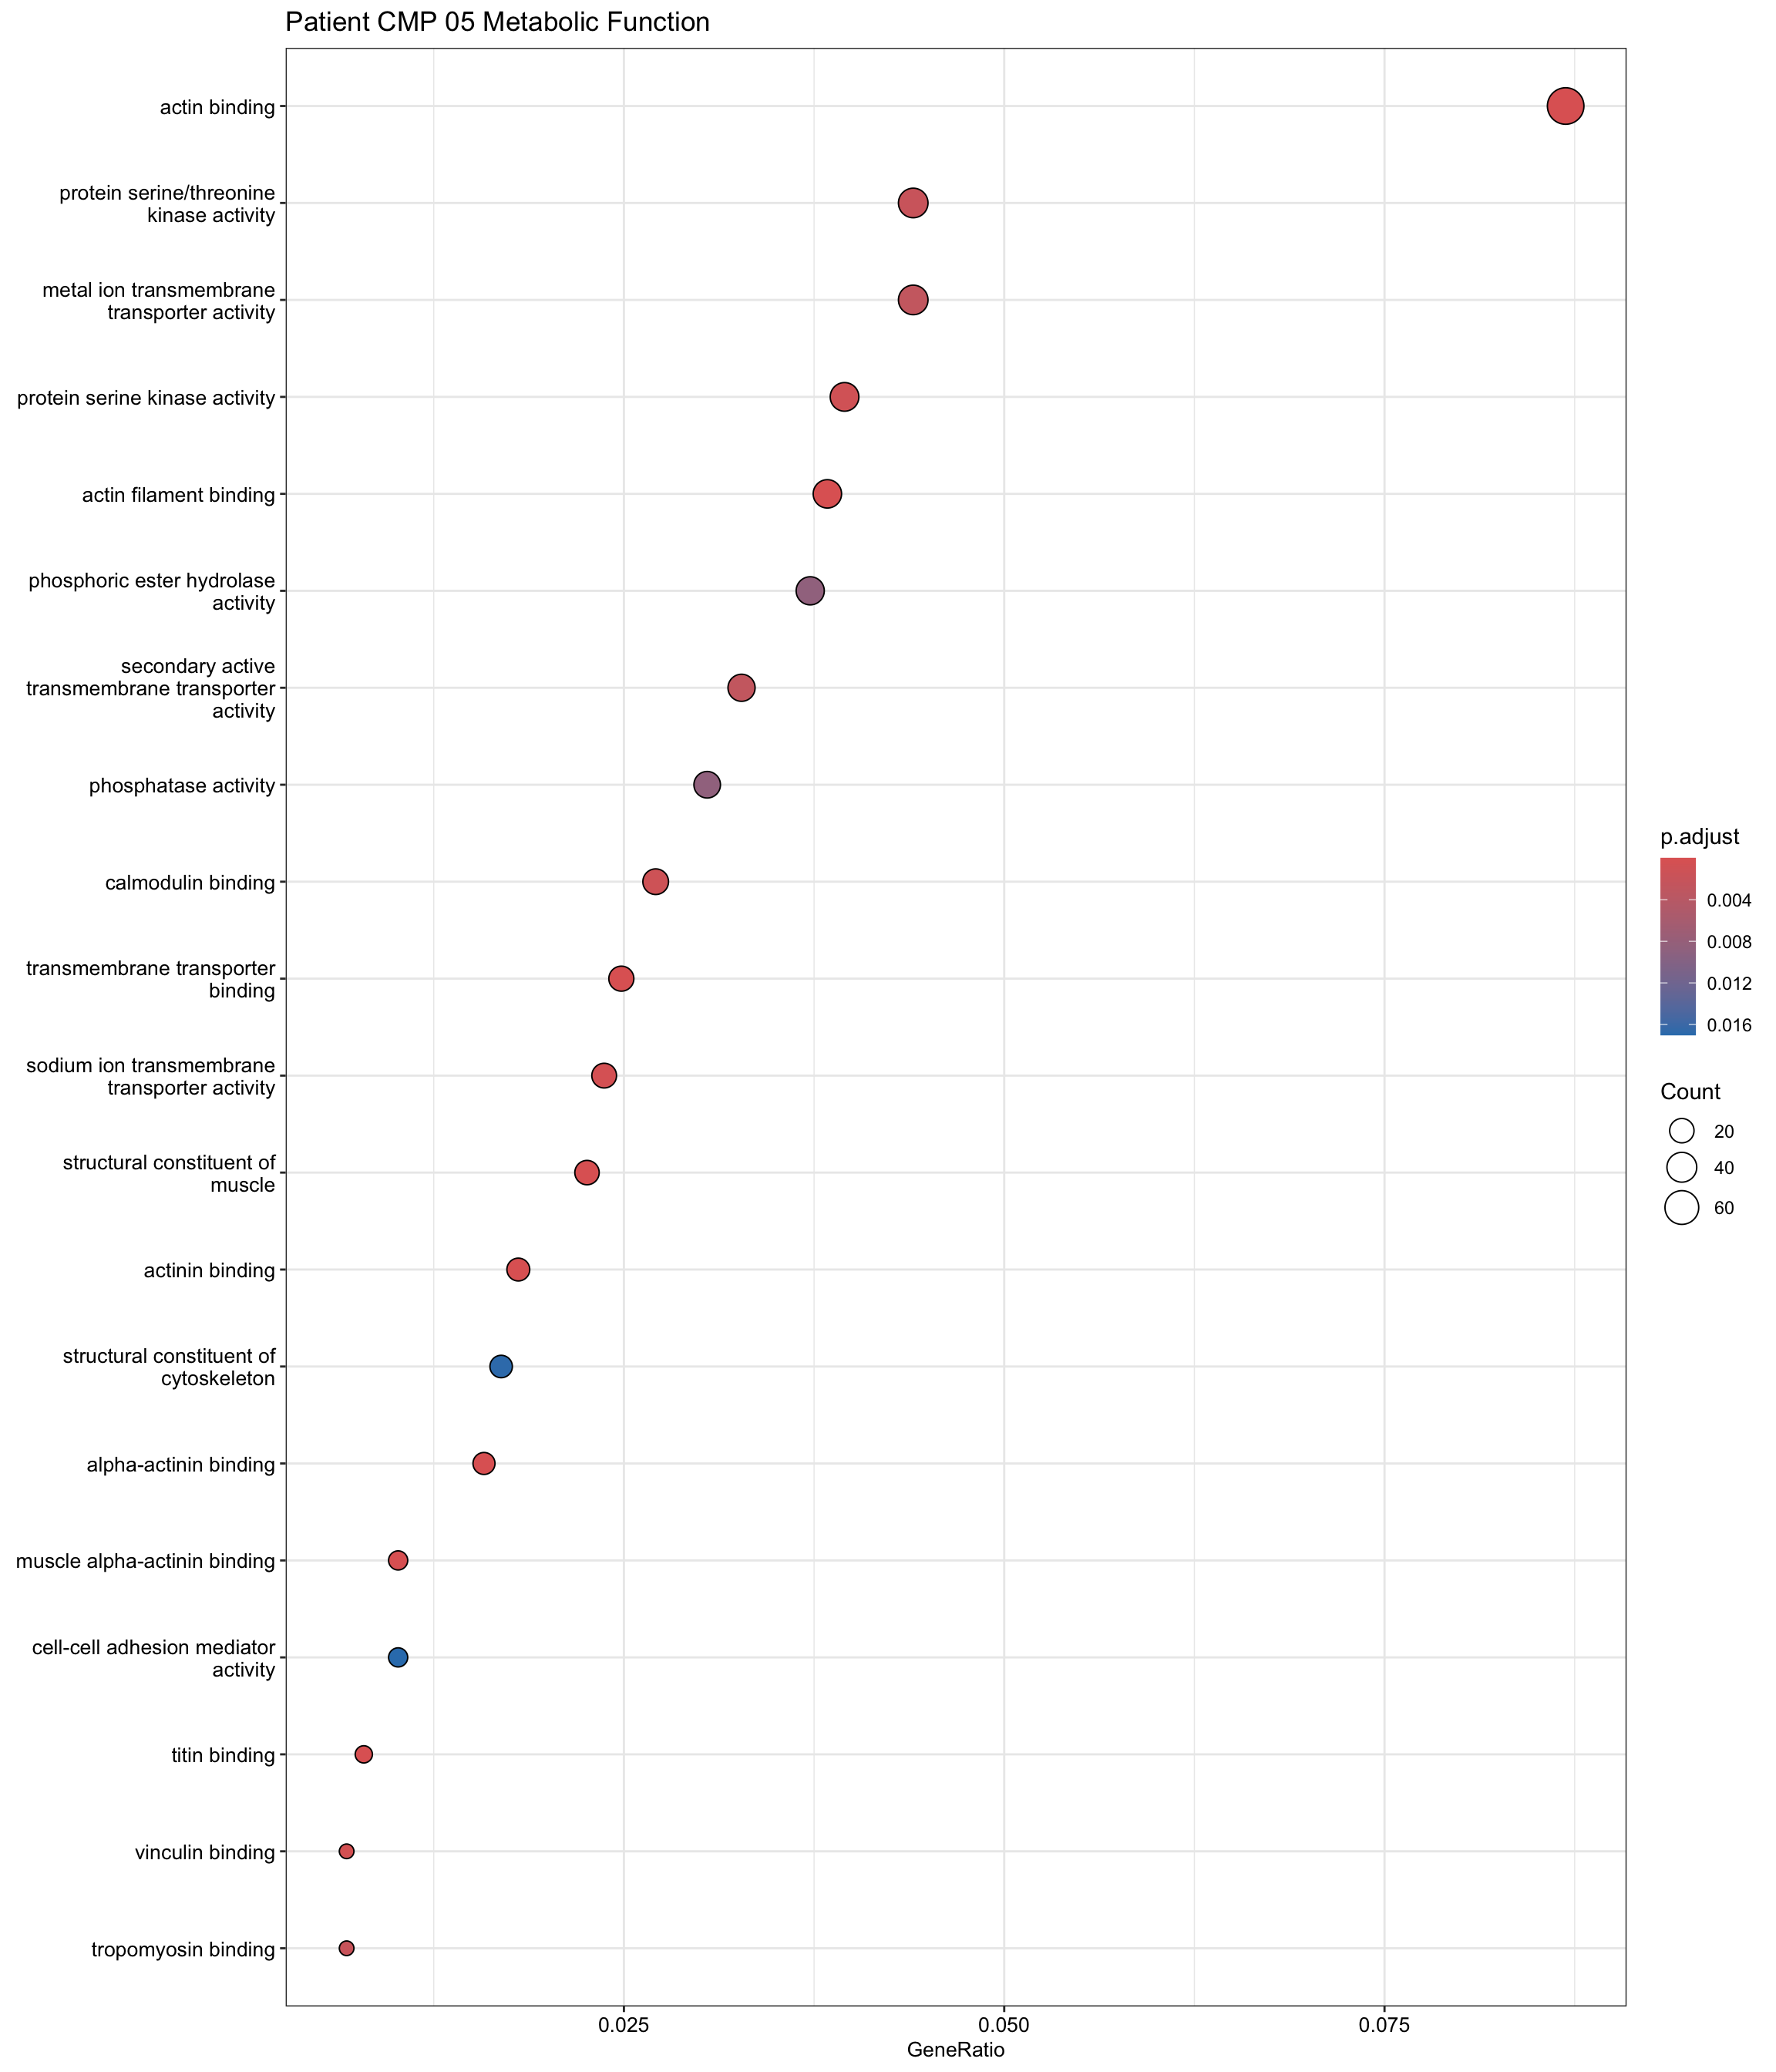 Patient CMP 05 Metabolic Function
actin binding
protein serine/threonine
kinase activity
metal ion transmembrane
transporter activity
protein serine kinase activity
actin filament binding
phosphoric ester hydrolase
activity
secondary active
transmembrane transporter
activity
phosphatase activity
calmodulin binding
transmembrane transporter
binding
sodium ion transmembrane
transporter activity
structural constituent of
muscle
actinin binding
structural constituent of
cytoskeleton
alpha-actinin binding
muscle alpha-actinin binding
cell-cell adhesion mediator
activity
titin binding
vinculin binding
tropomyosin binding
0.025
0.050
0.075
GeneRatio
p.adjust
0.004
0.008
0.012
0.016
Count
20
40
60